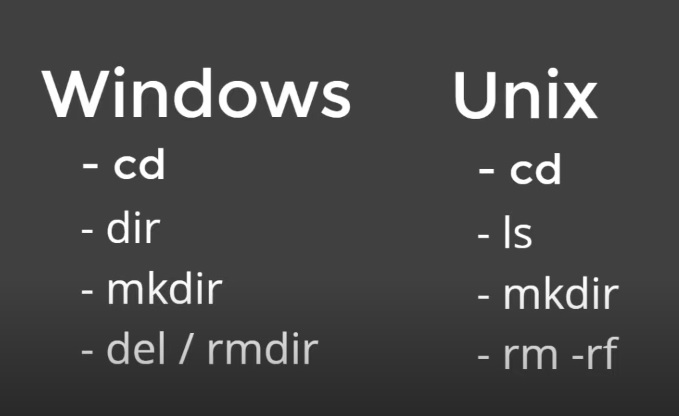 Windows
- cd
- dir
- mkdir
- del / rmdir
Unix
- cd
- ls
- mkdir
- rm -rf